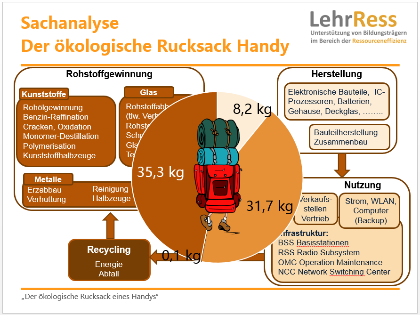 Sachanalyse
Der ökologische Rucksack Handy
LehrRess
Unterstützung von Bildungsträgern
im Bereich der Ressourceneffizienz
Rohstoffgewinnung
Kunststoffe
Rohölgewinnung
Benzin-Raffination
Cracken, Oxidation
Monomer-Destillation
Polymerisation
Kunststoffhalbzeuge
Glas
Metalle
Erzabbau
Verhüttung
Reinigung
Halbzeuge
8,2 kg
35,3 kg
31,7 kg
0,1 kg
Herstellung
Elektronische Bauteile, IC-
Prozessoren, Batterien,
Gehäuse, Deckglas, ........
Bauteilherstellung
Zusammenbau
Nutzung
Verkaufs-
stellen
Vertrieb
Strom, WLAN,
Computer
(Backup)
Infrastruktur:
BSS Basisstationen
RSS Radio Subsystem
OMC Operation Maintenance
NCC Network Switching Center
Recycling
Energie
Abfall
„Der ökologische Rucksack eines Handys“